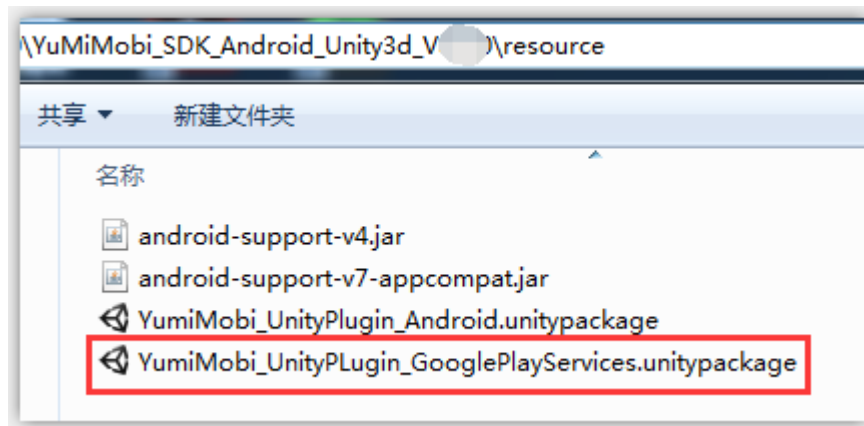 \YuMiMobi_SDK_Android_Unity3d_V 0\resource
共享 新建文件夹
名称
android-support-v4.jar
android-support-v7-appcompat.jar
YumiMobi_UnityPlugin_Android.unitypackage
YumiMobi_UnityPLugin_GooglePlayServices.unitypackage